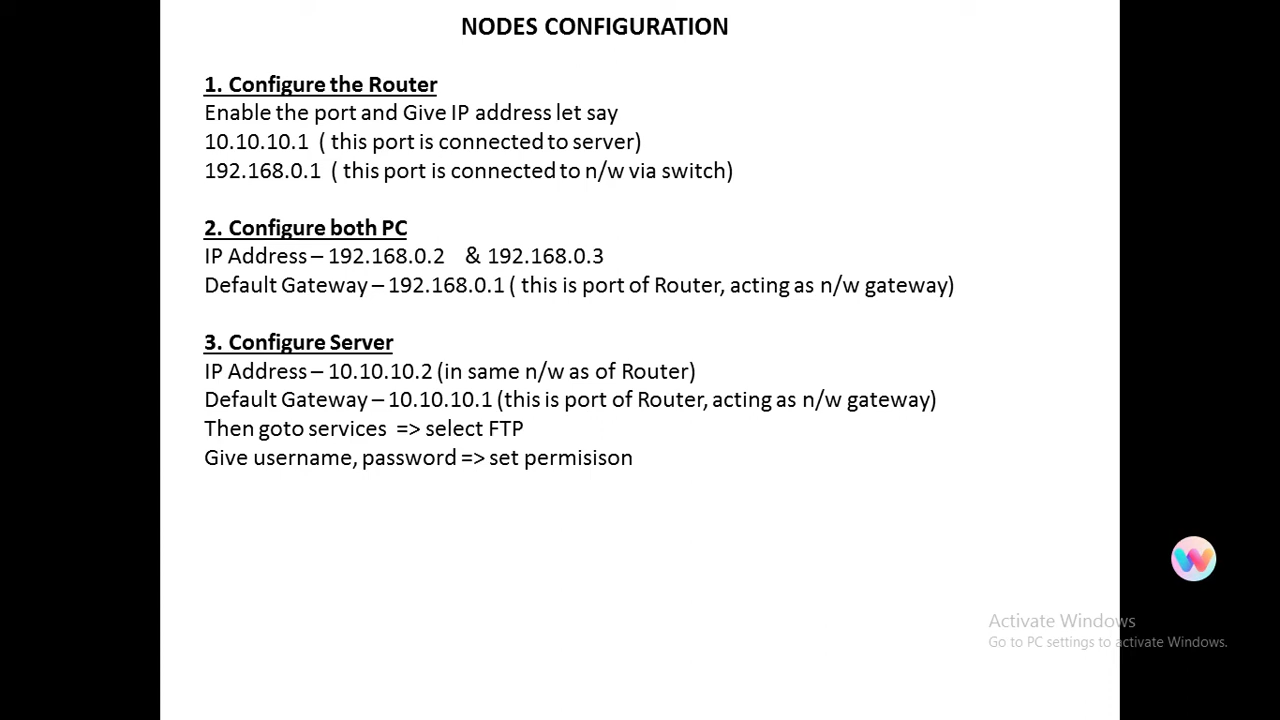 NODES CONFIGURATION
1. Configure the Router
Enable the port and Give IP address let say
10.10.10.1 ( this port is connected to server)
192.168.0.1 ( this port is connected to n/w via switch)
2. Configure both PC
IP Address – 192.168.0.2 & 192.168.0.3
Default Gateway – 192.168.0.1 ( this is port of Router, acting as n/w gateway)
3. Configure Server
IP Address – 10.10.10.2 (in same n/w as of Router)
Default Gateway – 10.10.10.1 (this is port of Router, acting as n/w gateway)
Then goto services => select FTP
Give username, password => set permisison
Activate Windows
Go to PC settings to activate Windows.